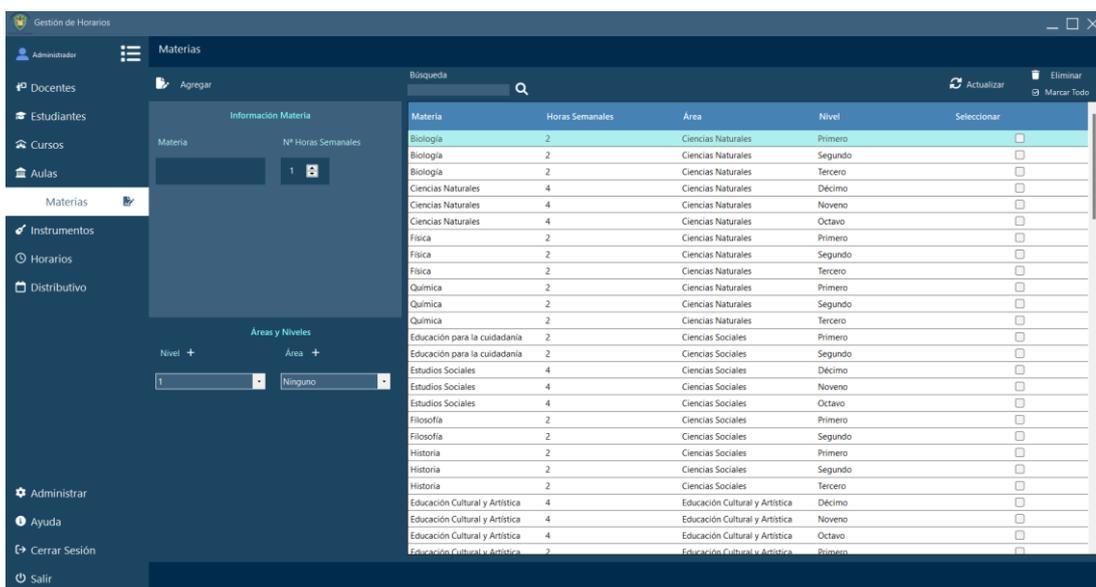 Gestión de Horarios
Administrador
Docentes
Estudiantes
Cursos
Aulas
Materias
Instrumentos
Horarios
Distributivo
Administrar
Ayuda
Cerrar Sesión
Salir
Materias
Agregar
Información Materia
Materia Nª Horas Semanales
1
Áreas y Niveles
Nivel + Área +
1 Ninguno
Búsqueda
Actualizar
Eliminar
Marcar Todo
Materia Horas Semanales Área Nivel Seleccionar
Biología 2 Ciencias Naturales Primero
Biología 2 Ciencias Naturales Segundo
Biología 2 Ciencias Naturales Tercero
Ciencias Naturales 4 Ciencias Naturales Décimo
Ciencias Naturales 4 Ciencias Naturales Noveno
Ciencias Naturales 4 Ciencias Naturales Octavo
Física 2 Ciencias Naturales Primero
Física 2 Ciencias Naturales Segundo
Física 2 Ciencias Naturales Tercero
Química 2 Ciencias Naturales Primero
Química 2 Ciencias Naturales Segundo
Química 2 Ciencias Naturales Tercero
Educación para la cuidadanía 2 Ciencias Sociales Primero
Educación para la cuidadanía 2 Ciencias Sociales Segundo
Estudios Sociales 4 Ciencias Sociales Décimo
Estudios Sociales 4 Ciencias Sociales Noveno
Estudios Sociales 4 Ciencias Sociales Octavo
Filosofía 2 Ciencias Sociales Primero
Filosofía 2 Ciencias Sociales Segundo
Historia 2 Ciencias Sociales Primero
Historia 2 Ciencias Sociales Segundo
Historia 2 Ciencias Sociales Tercero
Educación Cultural y Artística 4 Educación Cultural y Artística Décimo
Educación Cultural y Artística 4 Educación Cultural y Artística Noveno
Educación Cultural y Artística 4 Educación Cultural y Artística Octavo
Educación Cultural y Artística 2 Educación Cultural y Artística Primero